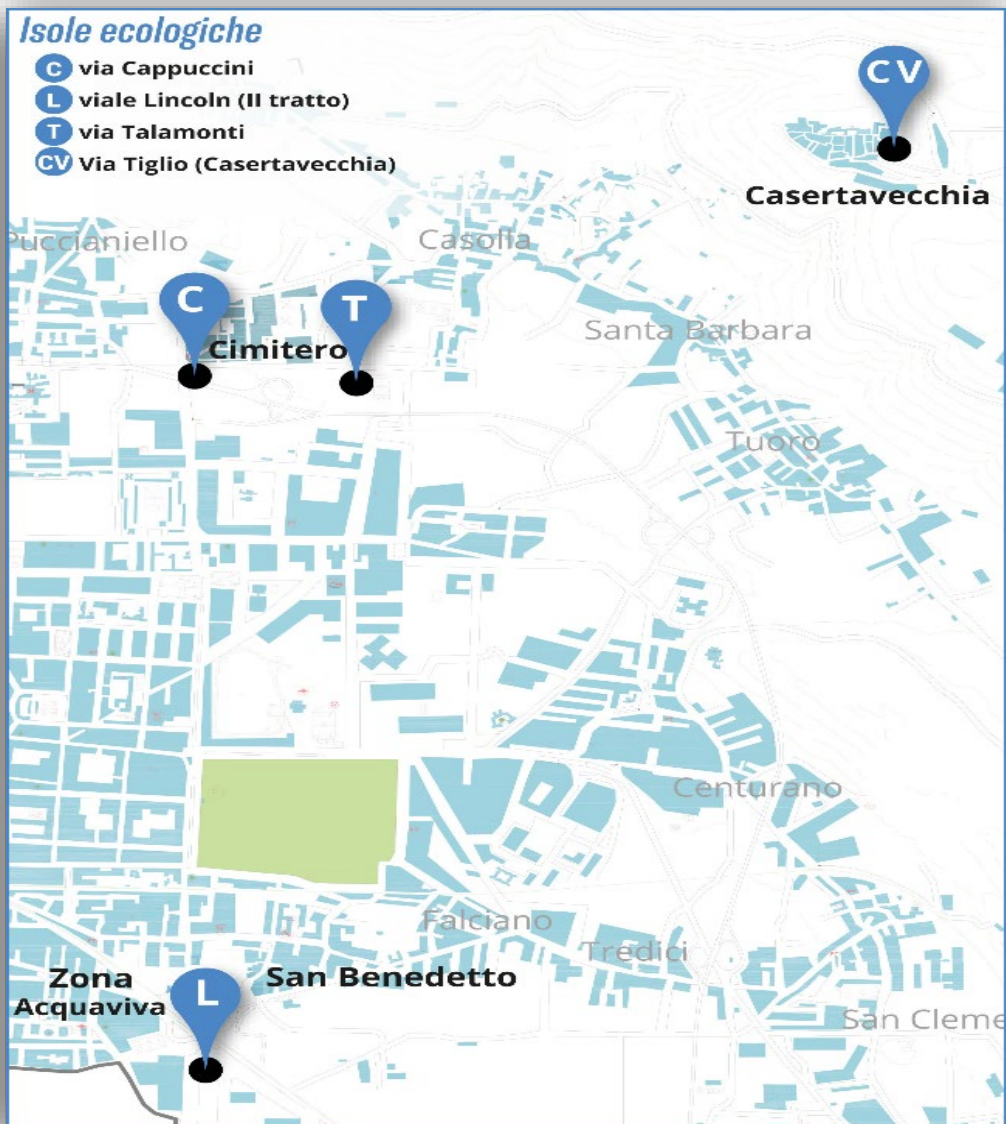 Isole ecologiche
C via Cappuccini
L viale Lincoln (II tratto)
T via Talamonti
CV Via Tiglio (Casertavecchia)
CV
Casertavecchia
Puccianiello
Casolla
C
T
Santa Barbara
Cimitero
Tuoro
Centurano
Falciano
Tredici
Zona
Acquaviva
San Benedetto
L
San Cleme